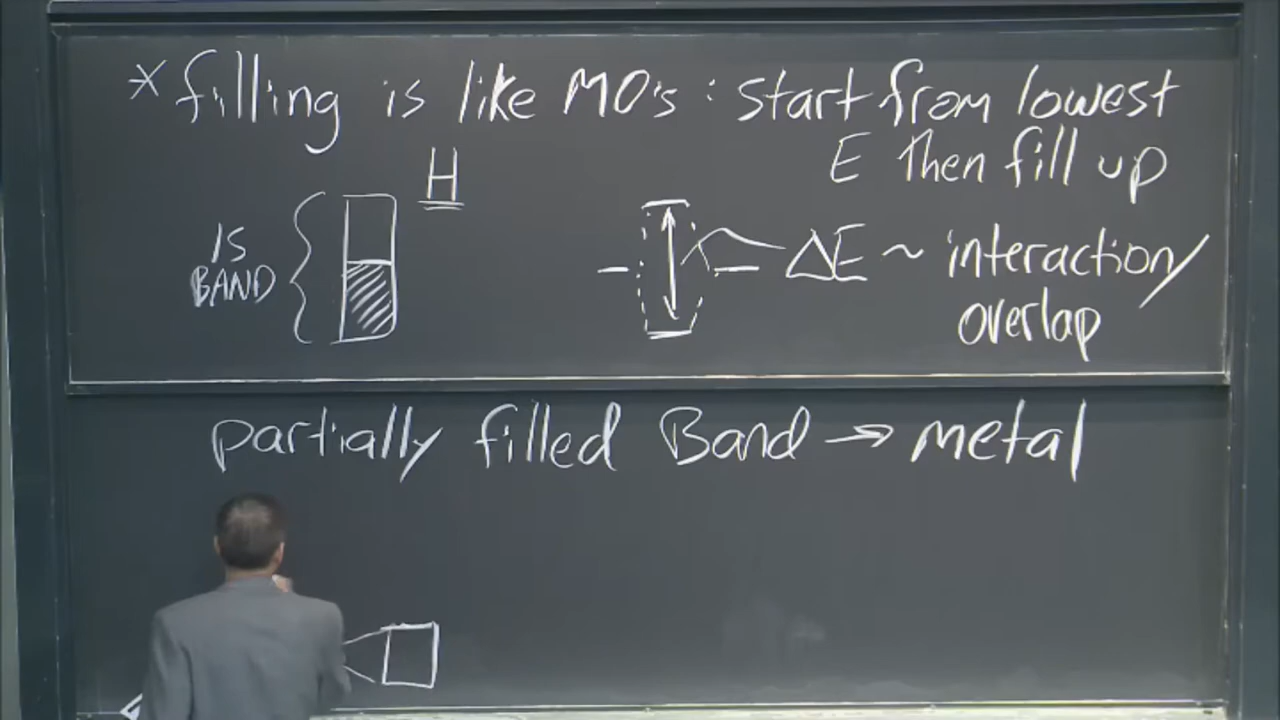 * filling is like MO's : start from lowest
E then fill up
H
1S
BAND
ΔE ~ interaction/
overlap
partially filled Band → metal